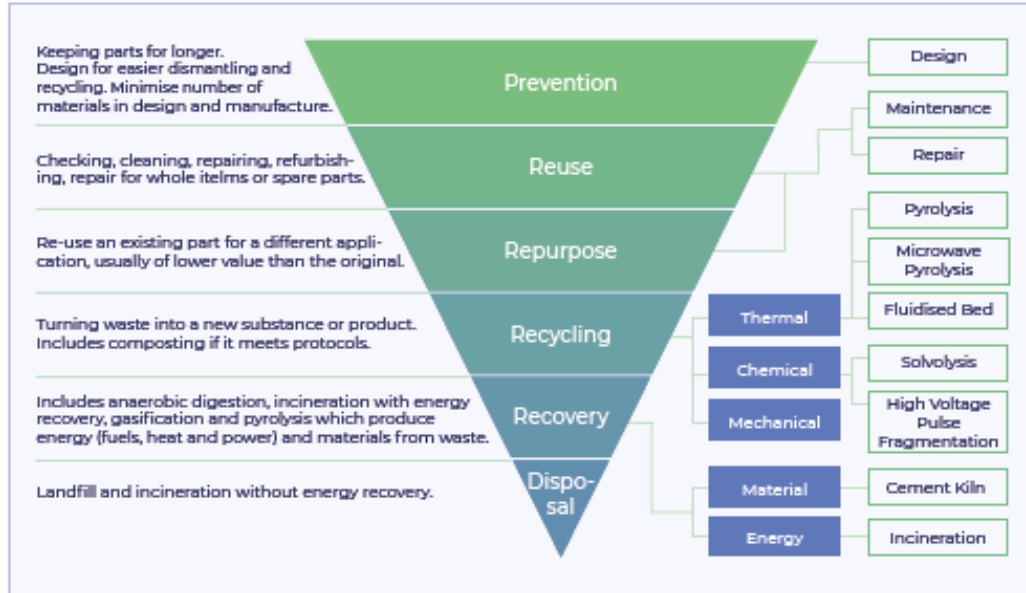 Keeping parts for longer.
Design for easier dismantling and
recycling. Minimise number of
materials in design and manufacture.
Prevention
Design
Checking, cleaning, repairing, refurbish-
ing, repair for whole itelms or spare parts.
Reuse
Maintenance
Repair
Re-use an existing part for a different appli-
cation, usually of lower value than the original.
Repurpose
Pyrolysis
Microwave
Pyrolysis
Fluidised Bed
Turning waste into a new substance or product.
Includes composting if it meets protocols.
Recycling
Thermal
Chemical
Mechanical
Solvolysis
High Voltage
Pulse
Fragmentation
Includes anaerobic digestion, incineration with energy
recovery, gasification and pyrolysis which produce
energy (fuels, heat and power) and materials from waste.
Recovery
Material
Energy
Cement Kiln
Incineration
Landfill and incineration without energy recovery.
Dispo-
sal